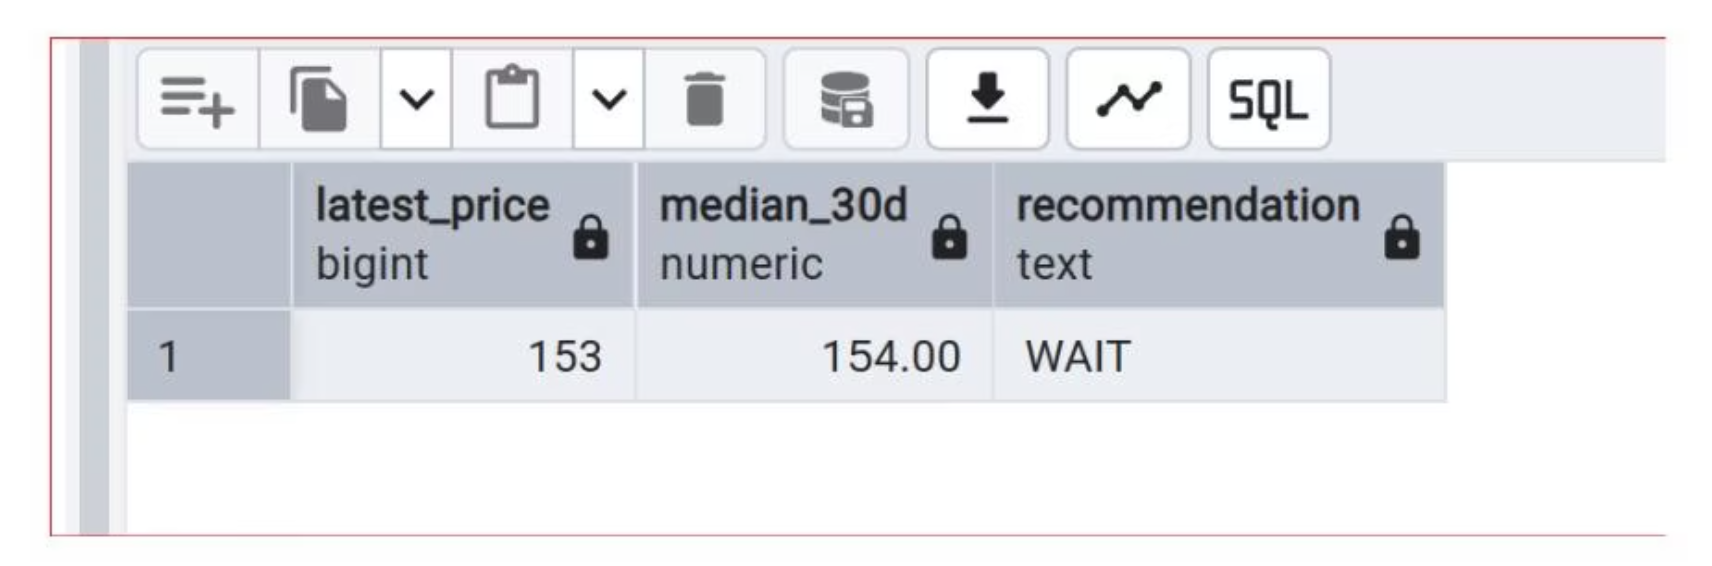 SQL
latest_price median_30d recommendation
bigint numeric text
1 153 154.00 WAIT